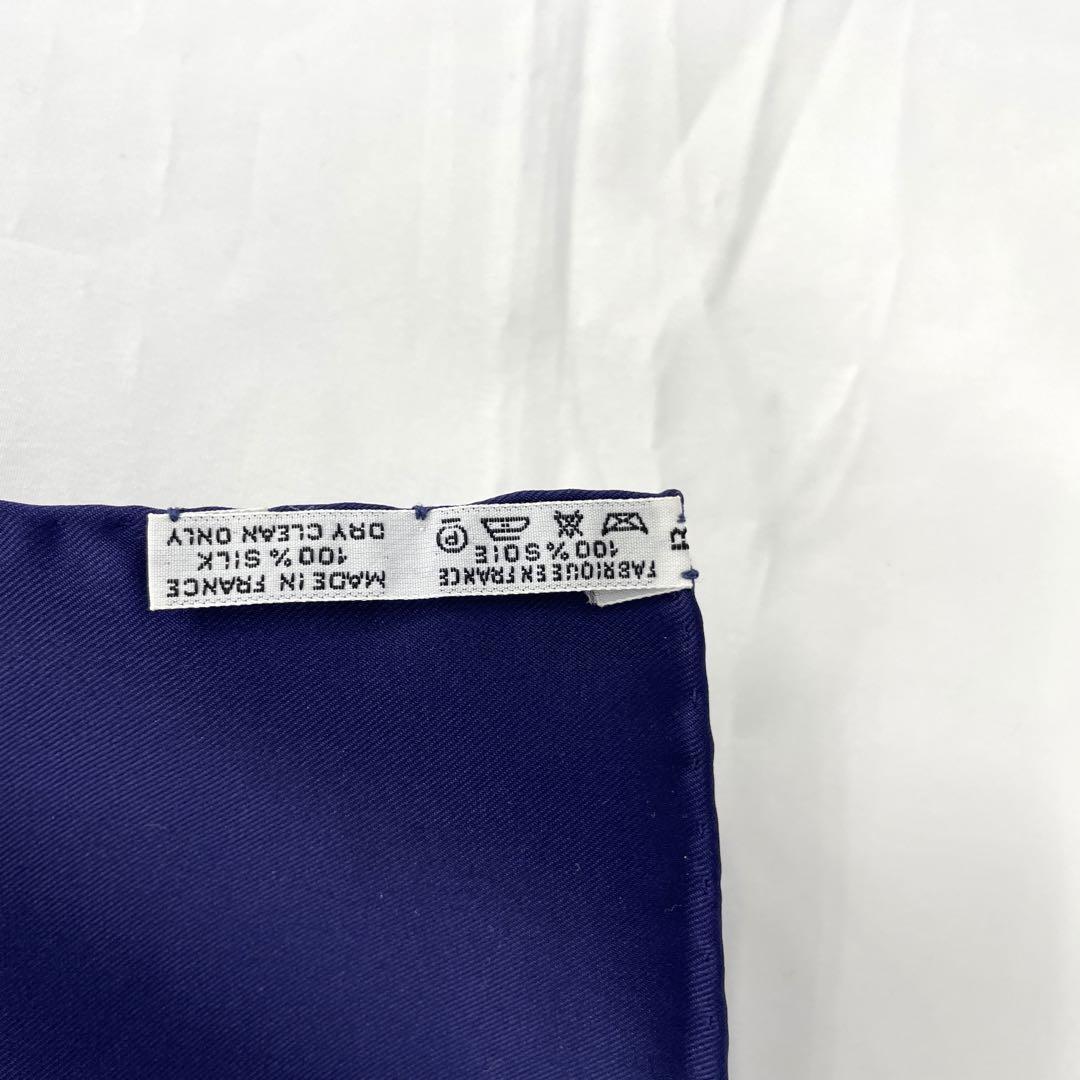 FABRIQUE EN FRANCE
100% SOIE
P
MADE IN FRANCE
100% SILK
DRY CLEAN ONLY
R